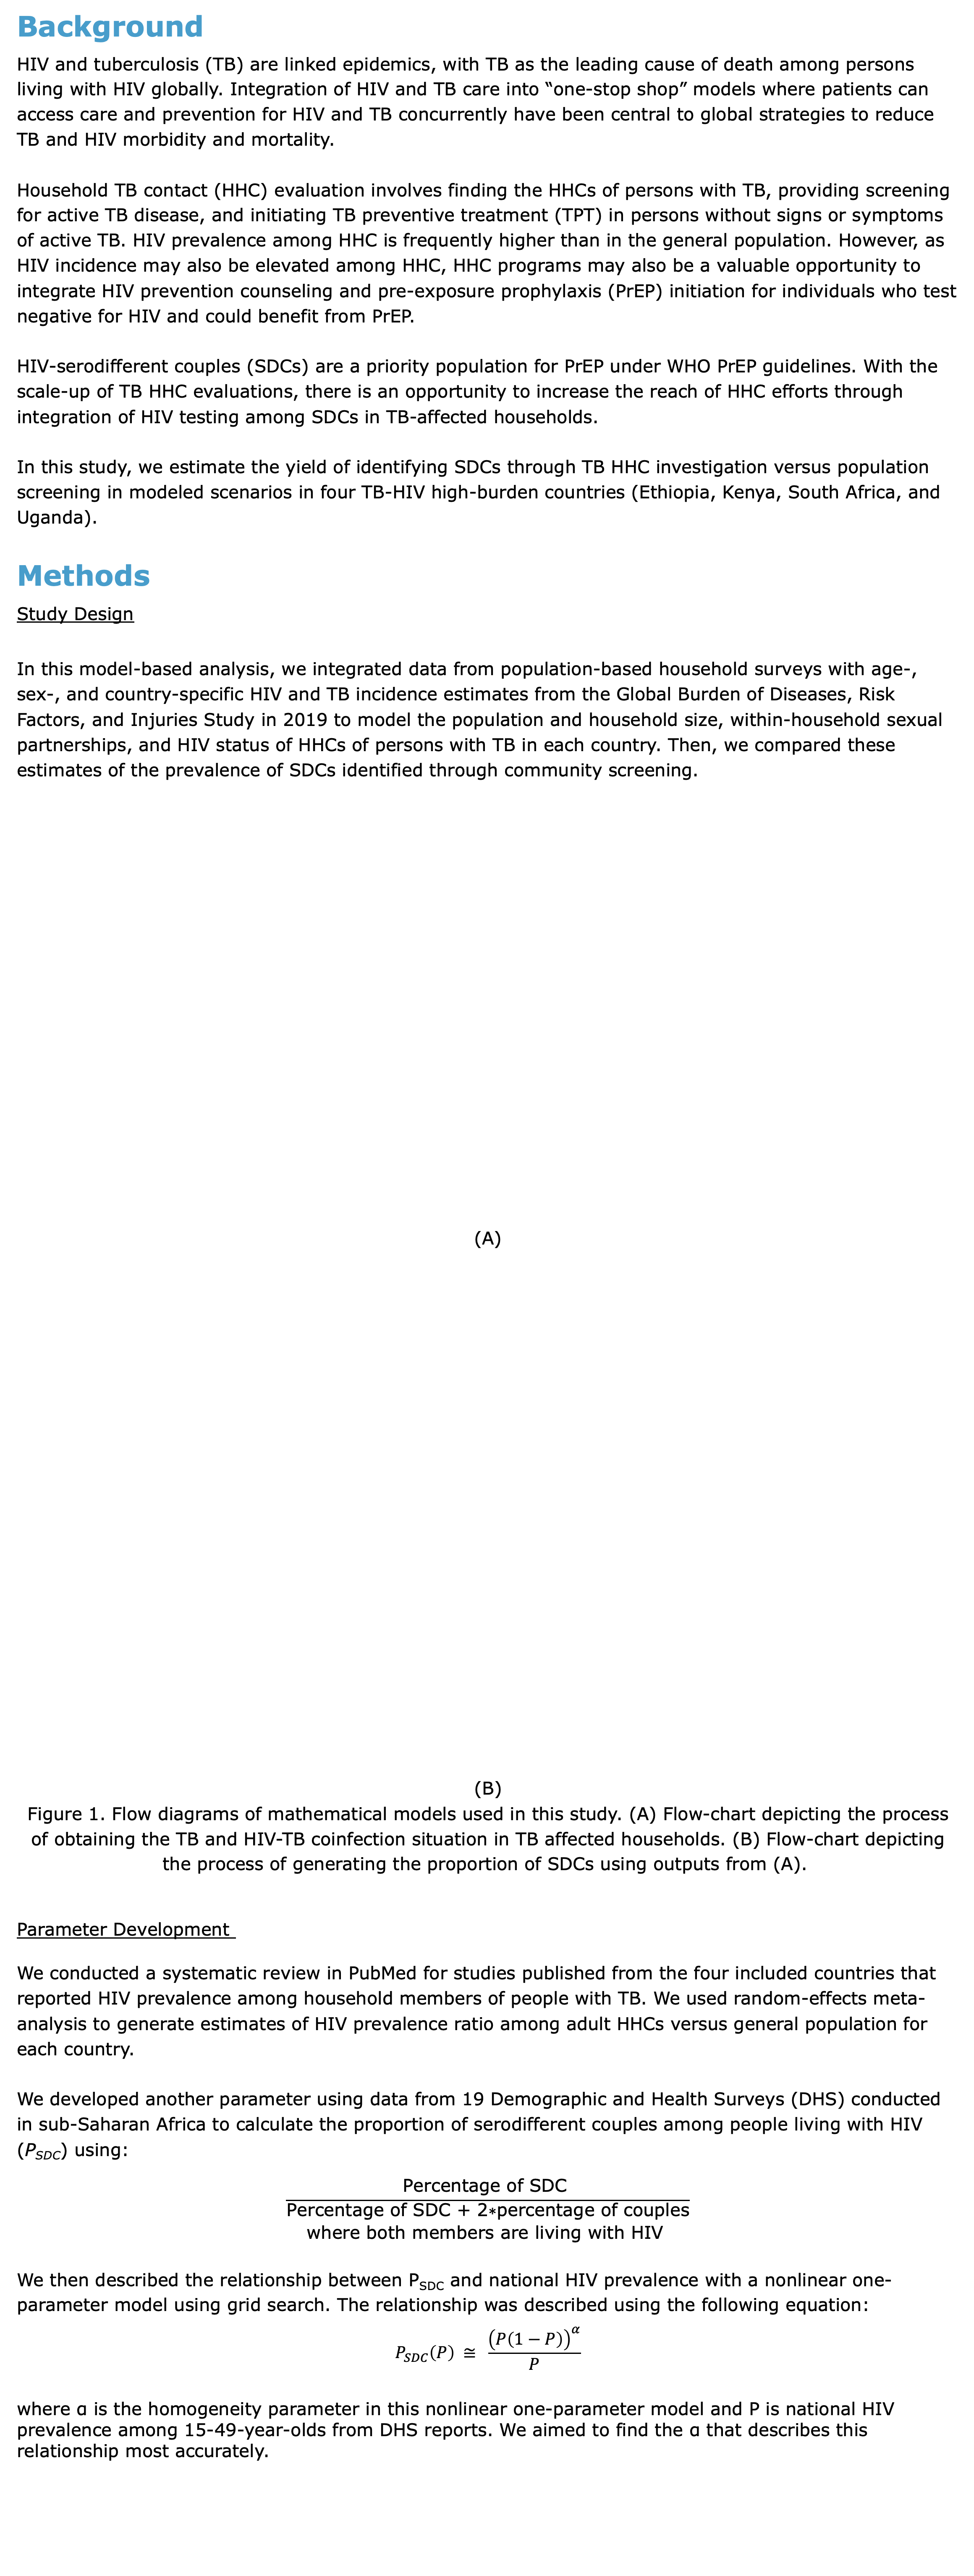 Background
HIV and tuberculosis (TB) are linked epidemics, with TB as the leading cause of death among persons
living with HIV globally. Integration of HIV and TB care into “one-stop shop” models where patients can
access care and prevention for HIV and TB concurrently have been central to global strategies to reduce
TB and HIV morbidity and mortality.
Household TB contact (HHC) evaluation involves finding the HHCs of persons with TB, providing screening
for active TB disease, and initiating TB preventive treatment (TPT) in persons without signs or symptoms
of active TB. HIV prevalence among HHC is frequently higher than in the general population. However, as
HIV incidence may also be elevated among HHC, HHC programs may also be a valuable opportunity to
integrate HIV prevention counseling and pre-exposure prophylaxis (PrEP) initiation for individuals who test
negative for HIV and could benefit from PrEP.
HIV-serodifferent couples (SDCs) are a priority population for PrEP under WHO PrEP guidelines. With the
scale-up of TB HHC evaluations, there is an opportunity to increase the reach of HHC efforts through
integration of HIV testing among SDCs in TB-affected households.
In this study, we estimate the yield of identifying SDCs through TB HHC investigation versus population
screening in modeled scenarios in four TB-HIV high-burden countries (Ethiopia, Kenya, South Africa, and
Uganda).
Methods
Study Design
In this model-based analysis, we integrated data from population-based household surveys with age-,
sex-, and country-specific HIV and TB incidence estimates from the Global Burden of Diseases, Risk
Factors, and Injuries Study in 2019 to model the population and household size, within-household sexual
partnerships, and HIV status of HHCs of persons with TB in each country. Then, we compared these
estimates of the prevalence of SDCs identified through community screening.
(A)
(B)
Figure 1. Flow diagrams of mathematical models used in this study. (A) Flow-chart depicting the process
of obtaining the TB and HIV-TB coinfection situation in TB affected households. (B) Flow-chart depicting
the process of generating the proportion of SDCs using outputs from (A).
Parameter Development
We conducted a systematic review in PubMed for studies published from the four included countries that
reported HIV prevalence among household members of people with TB. We used random-effects meta-
analysis to generate estimates of HIV prevalence ratio among adult HHCs versus general population for
each country.
We developed another parameter using data from 19 Demographic and Health Surveys (DHS) conducted
in sub-Saharan Africa to calculate the proportion of serodifferent couples among people living with HIV
(P_SDC) using:
Percentage of SDC
Percentage of SDC + 2*percentage of couples
where both members are living with HIV
We then described the relationship between P_SDC and national HIV prevalence with a nonlinear one-
parameter model using grid search. The relationship was described using the following equation:
P_SDC(P) ≅ (P(1 − P))^α / P
where α is the homogeneity parameter in this nonlinear one-parameter model and P is national HIV
prevalence among 15-49-year-olds from DHS reports. We aimed to find the α that describes this
relationship most accurately.